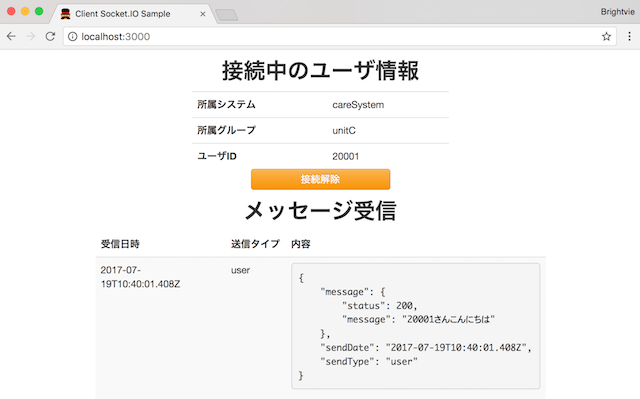 Client Socket.IO Sample
Brightvie
localhost:3000
接続中のユーザ情報
所属システム careSystem
所属グループ unitC
ユーザID 20001
接続解除
メッセージ受信
受信日時 送信タイプ 内容
2017-07-
19T10:40:01.408Z
user
{
"message": {
"status": 200,
"message": "20001さんこんにちは"
},
"sendDate": "2017-07-19T10:40:01.408Z",
"sendType": "user"
}